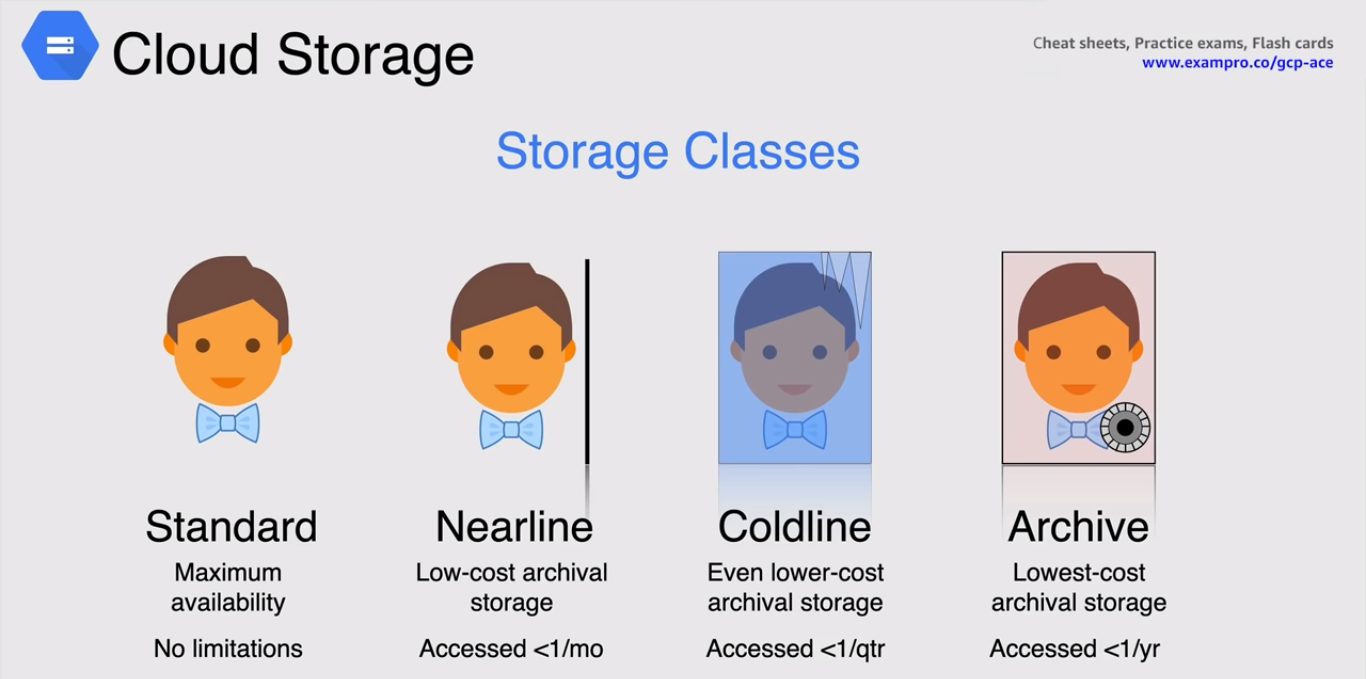 Cloud Storage
Cheat sheets, Practice exams, Flash cards
www.exampro.co/gcp-ace
Storage Classes
Standard
Maximum
availability
No limitations
Nearline
Low-cost archival
storage
Accessed <1/mo
Coldline
Even lower-cost
archival storage
Accessed <1/qtr
Archive
Lowest-cost
archival storage
Accessed <1/yr